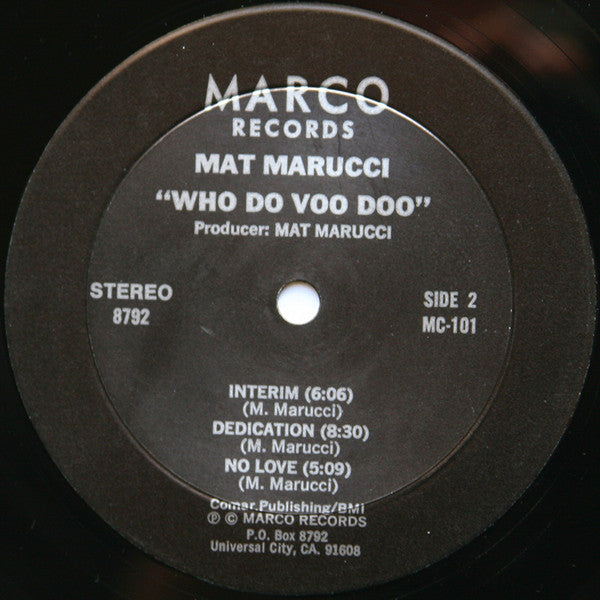 MARCO
RECORDS
MAT MARUCCI
“WHO DO VOO DOO”
Producer: MAT MARUCCI
STEREO
8792
SIDE 2
MC-101
INTERIM (6:06)
(M. Marucci)
DEDICATION (8:30)
(M. Marucci)
NO LOVE (5:09)
(M. Marucci)
Comar Publishing/BMI
Ⓟ © MARCO RECORDS
P.O. Box 8792
Universal City, CA. 91608